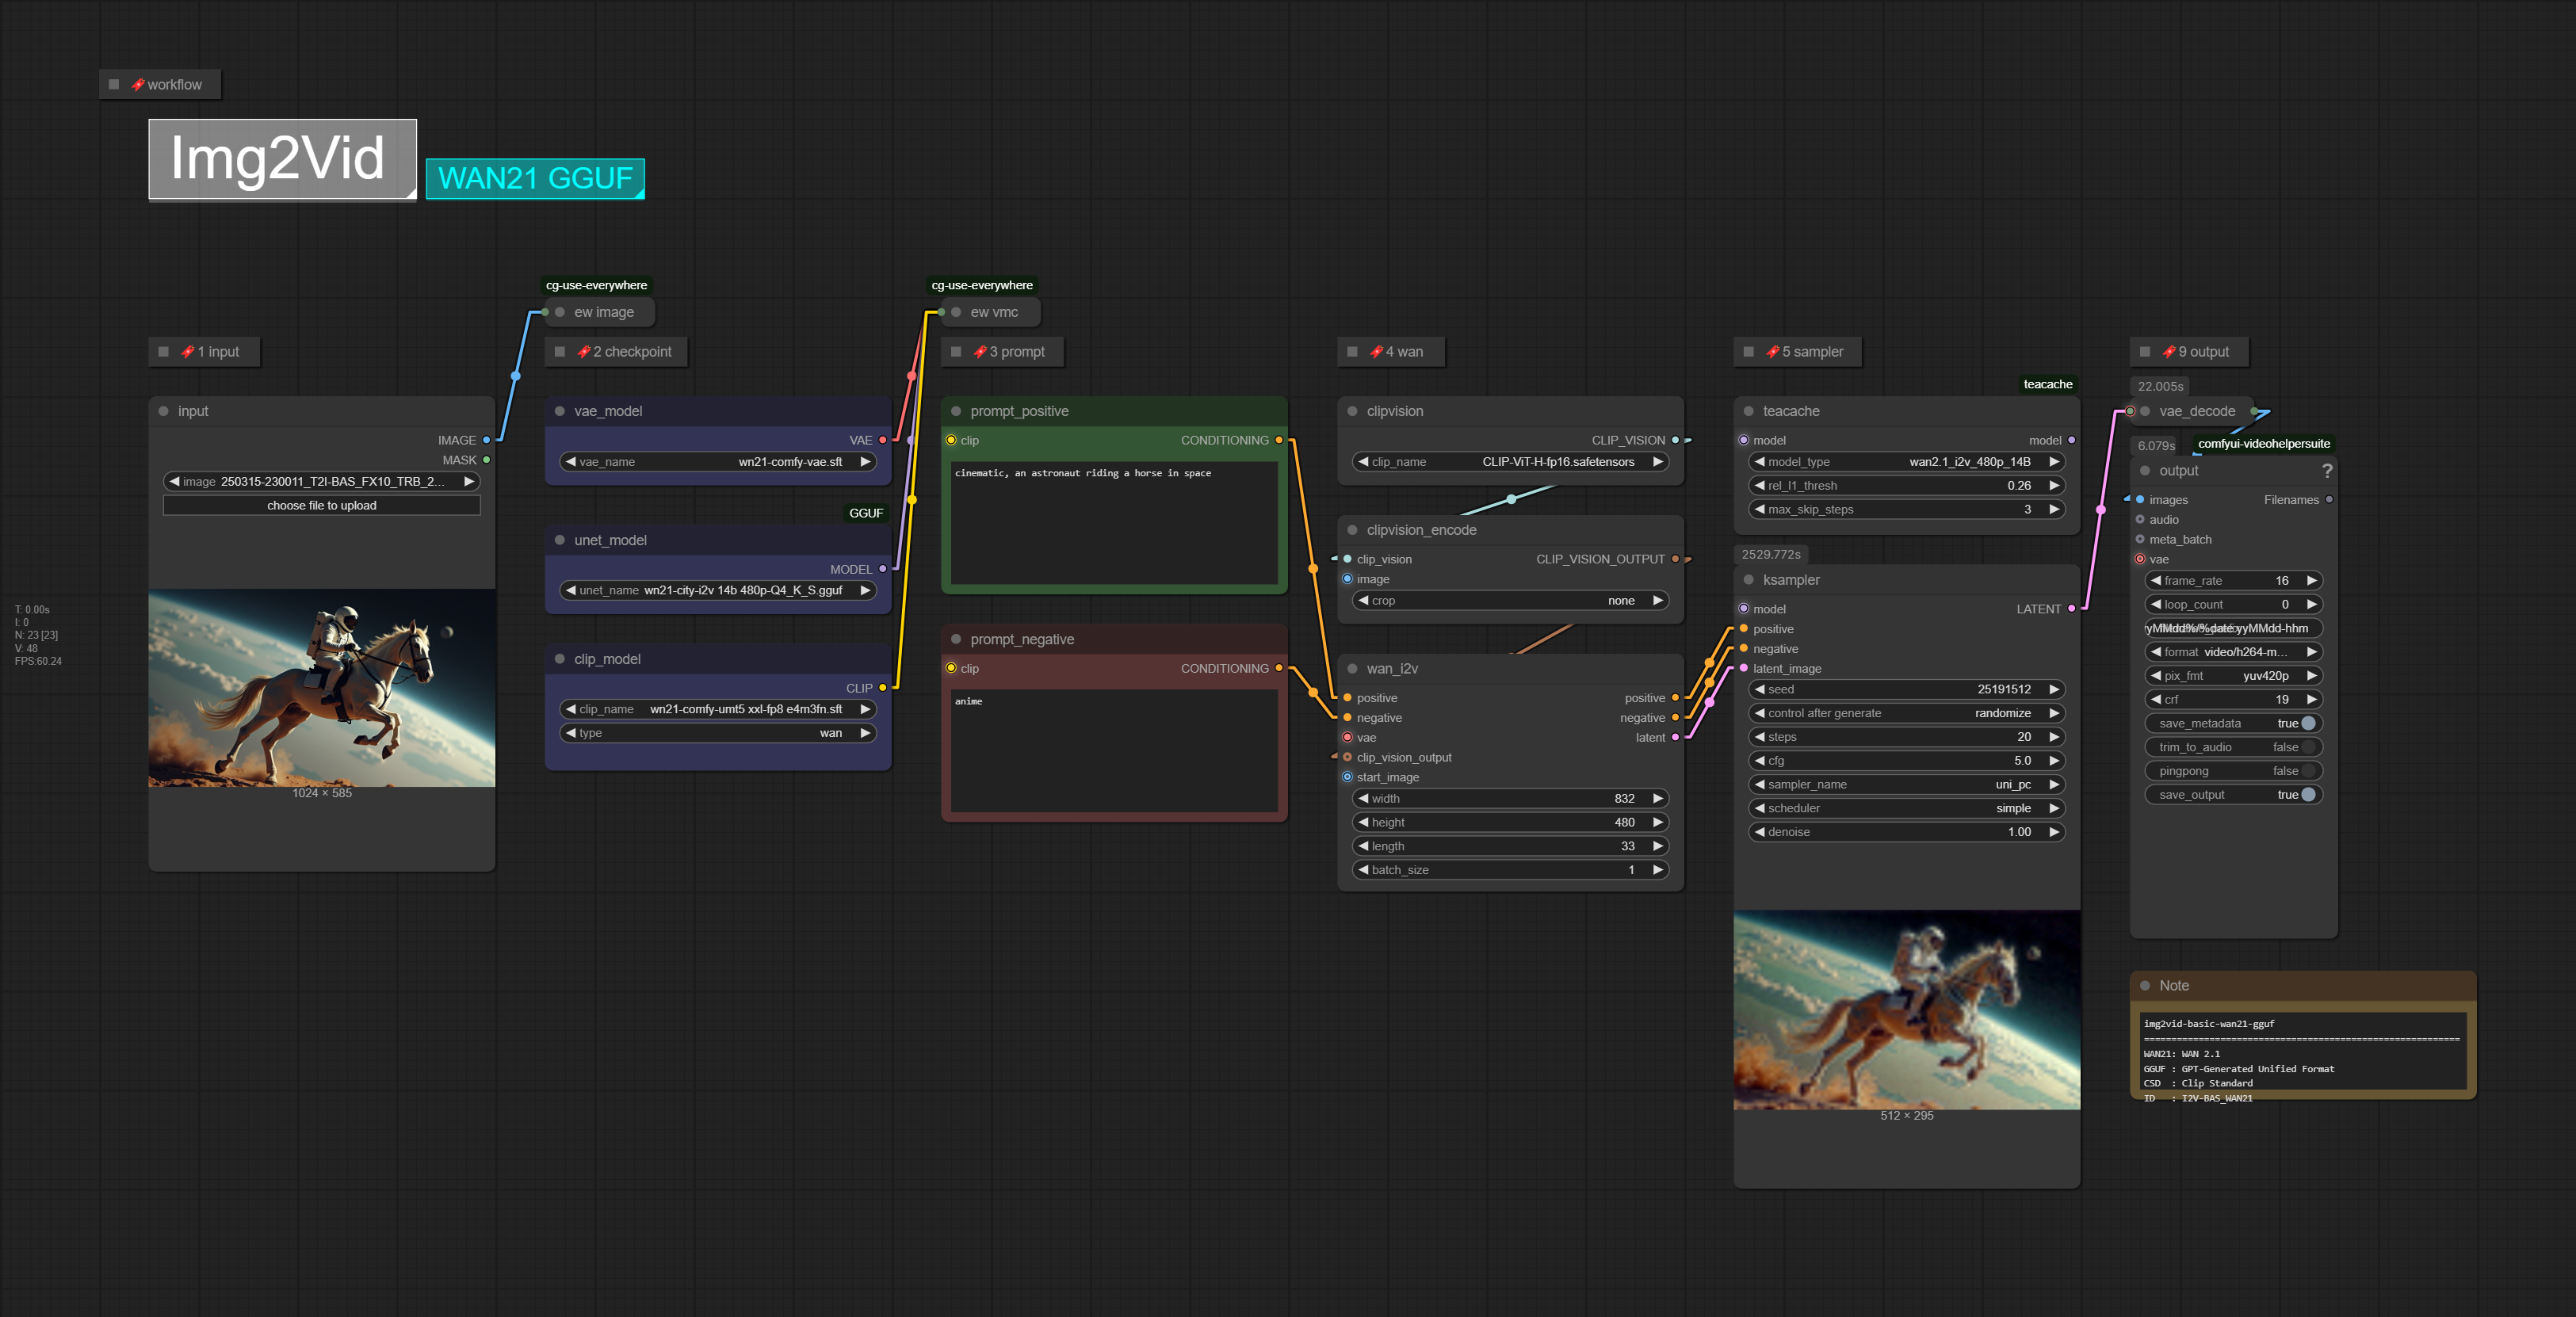 workflow
Img2Vid
WAN21 GGUF
cg-use-everywhere
ew image
cg-use-everywhere
ew vmc
1 input
2 checkpoint
3 prompt
4 wan
5 sampler
9 output
input
IMAGE
MASK
image 250315-230011_T2I-BAS_FX10_TRB_2...
choose file to upload
1024 × 585
T: 0.00s
I: 0
N: 23 [23]
V: 48
FPS:60.24
vae_model
VAE
vae_name wn21-comfy-vae.sft
GGUF
unet_model
MODEL
unet_name wn21-city-i2v 14b 480p-Q4_K_S.gguf
clip_model
CLIP
clip_name wn21-comfy-umt5 xxl-fp8 e4m3fn.sft
type wan
prompt_positive
clip CONDITIONING
cinematic, an astronaut riding a horse in space
prompt_negative
clip CONDITIONING
anime
clipvision
CLIP_VISION
clip_name CLIP-ViT-H-fp16.safetensors
clipvision_encode
clip_vision CLIP_VISION_OUTPUT
image
crop none
wan_i2v
positive positive
negative negative
vae latent
clip_vision_output
start_image
width 832
height 480
length 33
batch_size 1
teacache
teacache
model model
model_type wan2.1_i2v_480p_14B
rel_l1_thresh 0.26
max_skip_steps 3
2529.772s
ksampler
model LATENT
positive
negative
latent_image
seed 25191512
control after generate randomize
steps 20
cfg 5.0
sampler_name uni_pc
scheduler simple
denoise 1.00
512 × 295
22.005s
vae_decode
6.079s
comfyui-videohelpersuite
output ?
images Filenames
audio
meta_batch
vae
frame_rate 16
loop_count 0
format video/h264-m...
pix_fmt yuv420p
crf 19
save_metadata true
trim_to_audio false
pingpong false
save_output true
Note
img2vid-basic-wan21-gguf
==========================================================
WAN21: WAN 2.1
GGUF : GPT-Generated Unified Format
CSD : Clip Standard
ID : I2V-BAS_WAN21